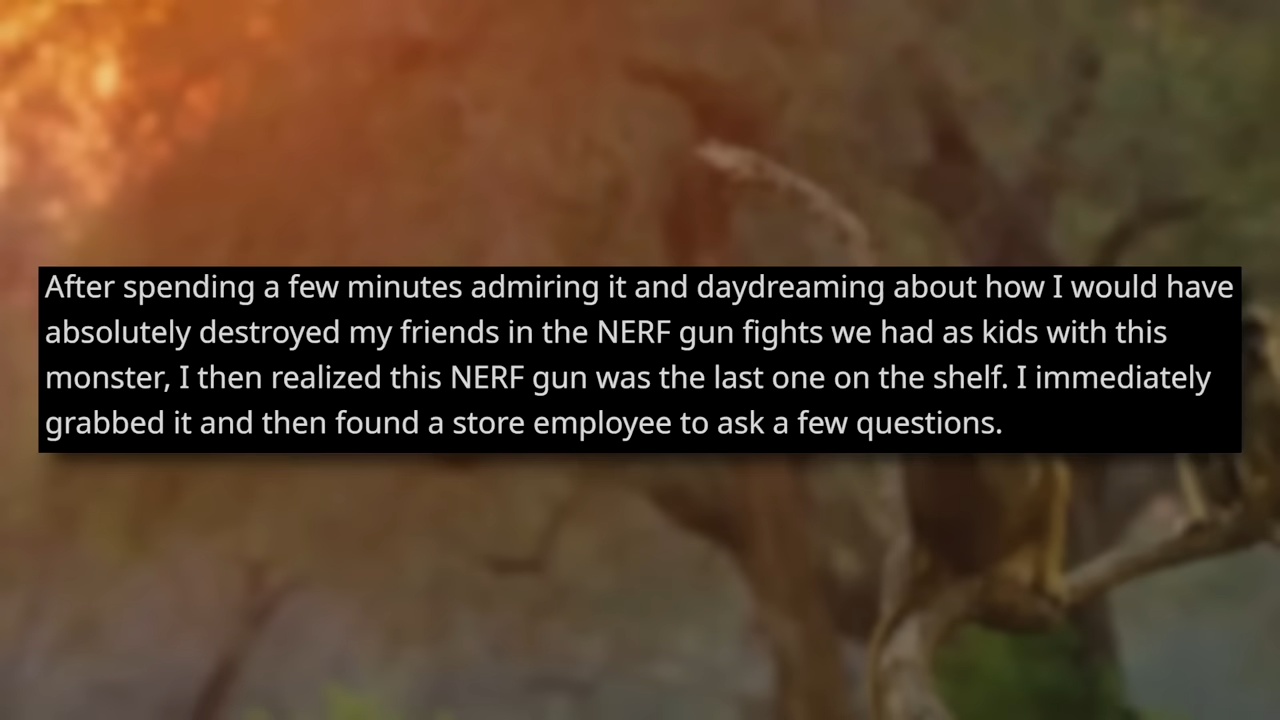 After spending a few minutes admiring it and daydreaming about how I would have
absolutely destroyed my friends in the NERF gun fights we had as kids with this
monster, I then realized this NERF gun was the last one on the shelf. I immediately
grabbed it and then found a store employee to ask a few questions.